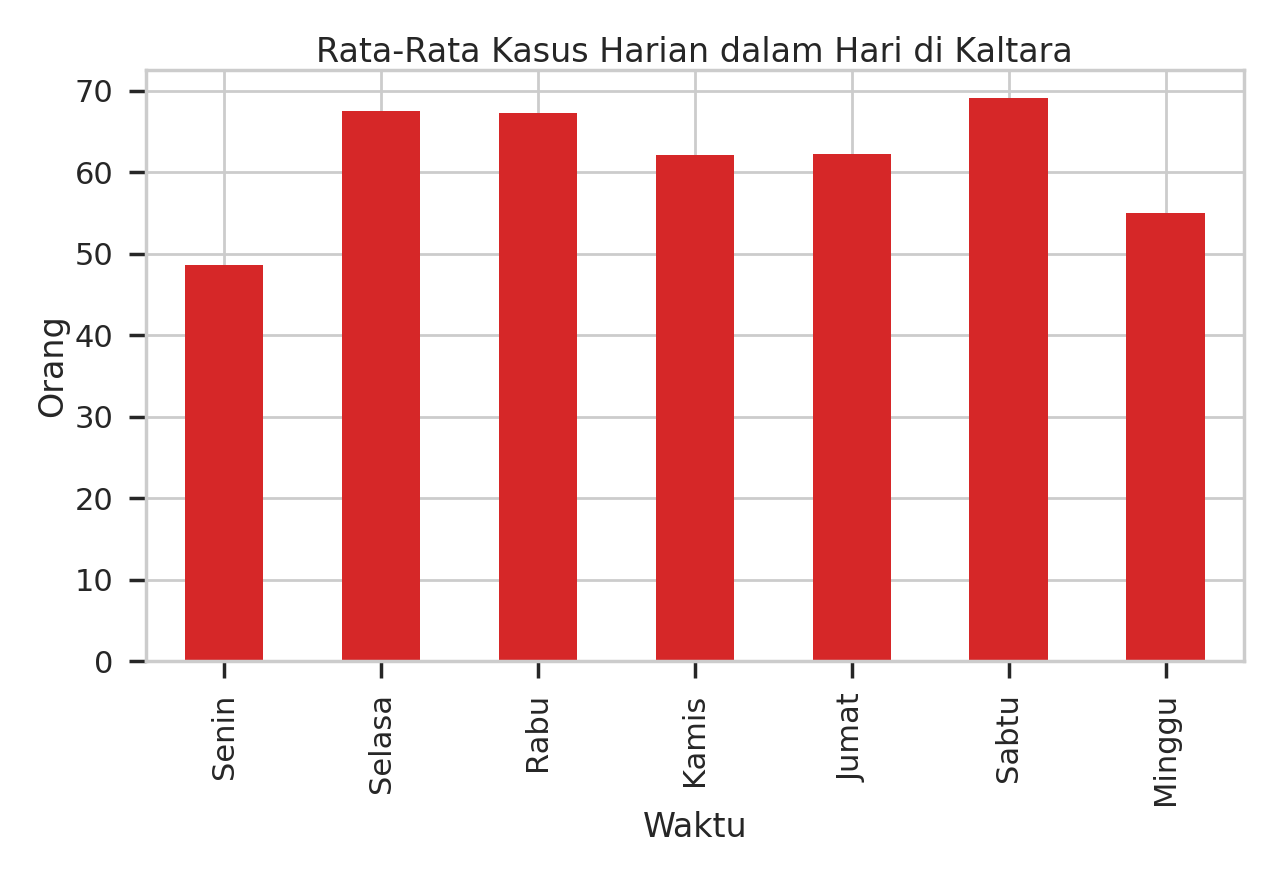 Rata-Rata Kasus Harian dalam Hari di Kaltara
70
60
50
40
30
20
10
0
Orang
Senin
Selasa
Rabu
Kamis
Jumat
Sabtu
Minggu
Waktu